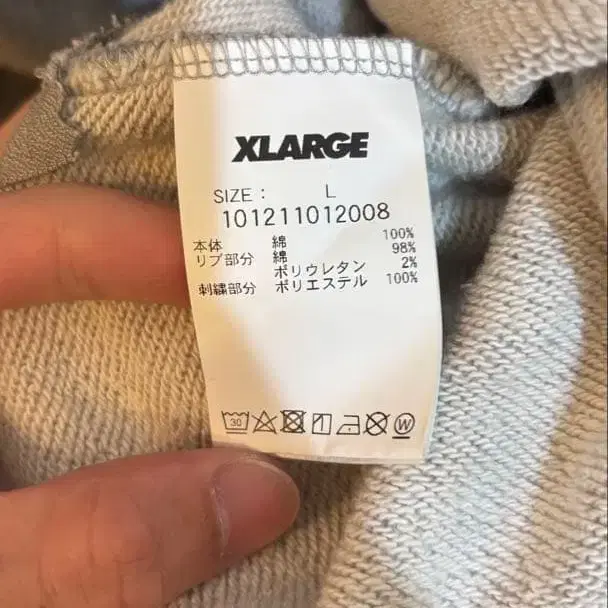 XLARGE
SIZE : L
101211012008
本体 綿 100%
リブ部分 綿 98%
ポリウレタン 2%
刺繍部分 ポリエステル 100%
30 W